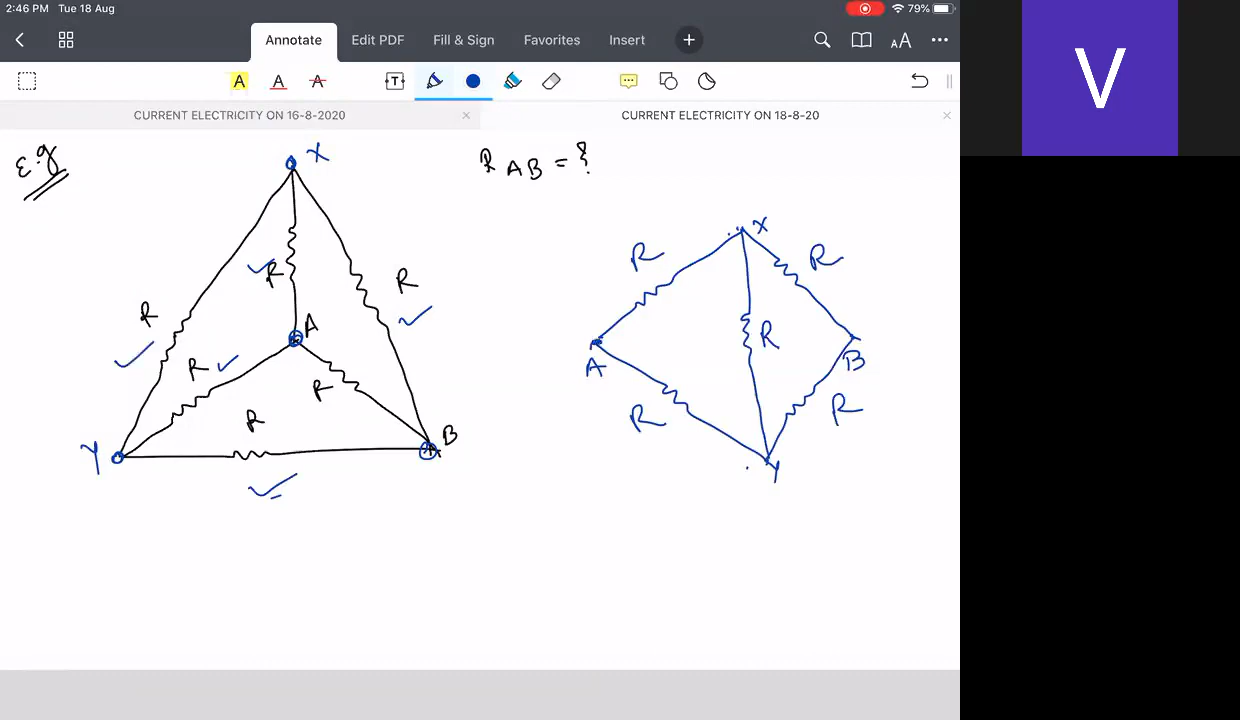 2:46 PM Tue 18 Aug
79%
Annotate
Edit PDF
Fill & Sign
Favorites
Insert
AA
A A A T
CURRENT ELECTRICITY ON 16-8-2020
CURRENT ELECTRICITY ON 18-8-20
V
E.g
X
R AB = ?
R
R
R
A
R
R
R
Y
B
X
R
R
R
A
B
R
R
Y